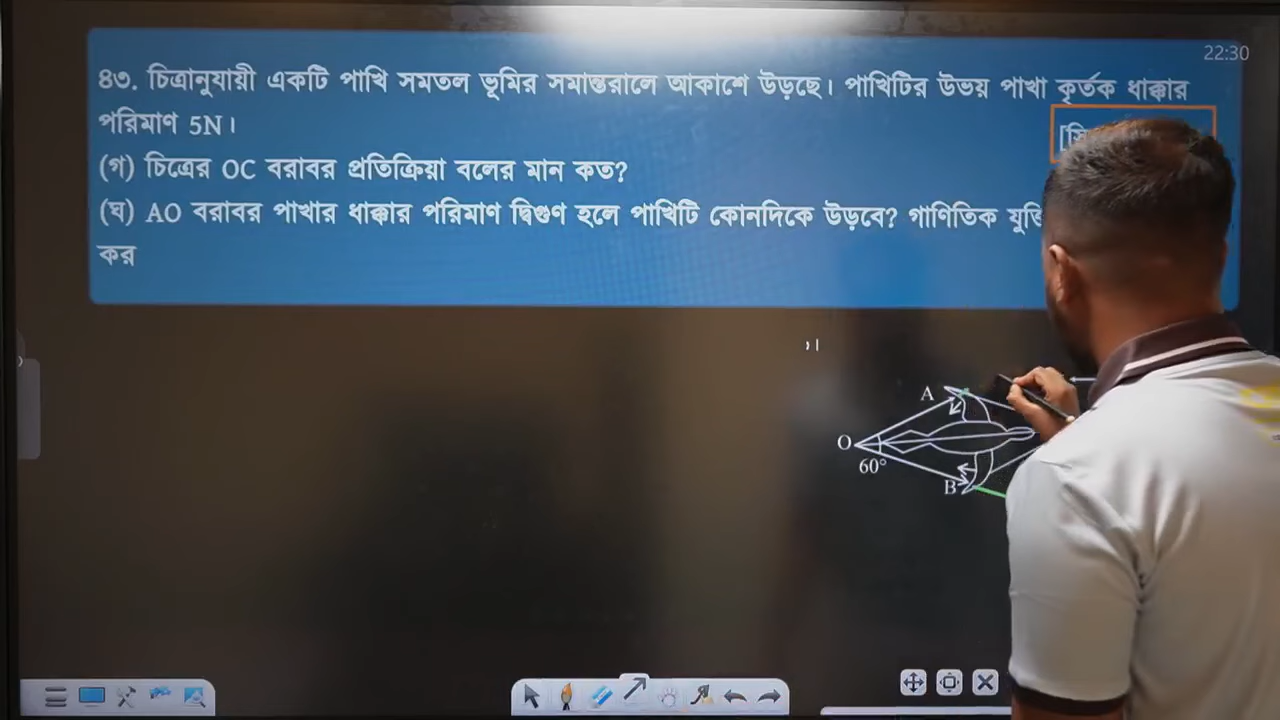 22:30
৪৩. চিত্রানুযায়ী একটি পাখি সমতল ভূমির সমান্তরালে আকাশে উড়ছে। পাখিটির উভয় পাখা কৃর্তক ধাক্কার
পরিমাণ 5N।
(গ) চিত্রের OC বরাবর প্রতিক্রিয়া বলের মান কত?
(ঘ) AO বরাবর পাখার ধাক্কার পরিমাণ দ্বিগুণ হলে পাখিটি কোনদিকে উড়বে? গাণিতিক
কর
A
O
60°
B